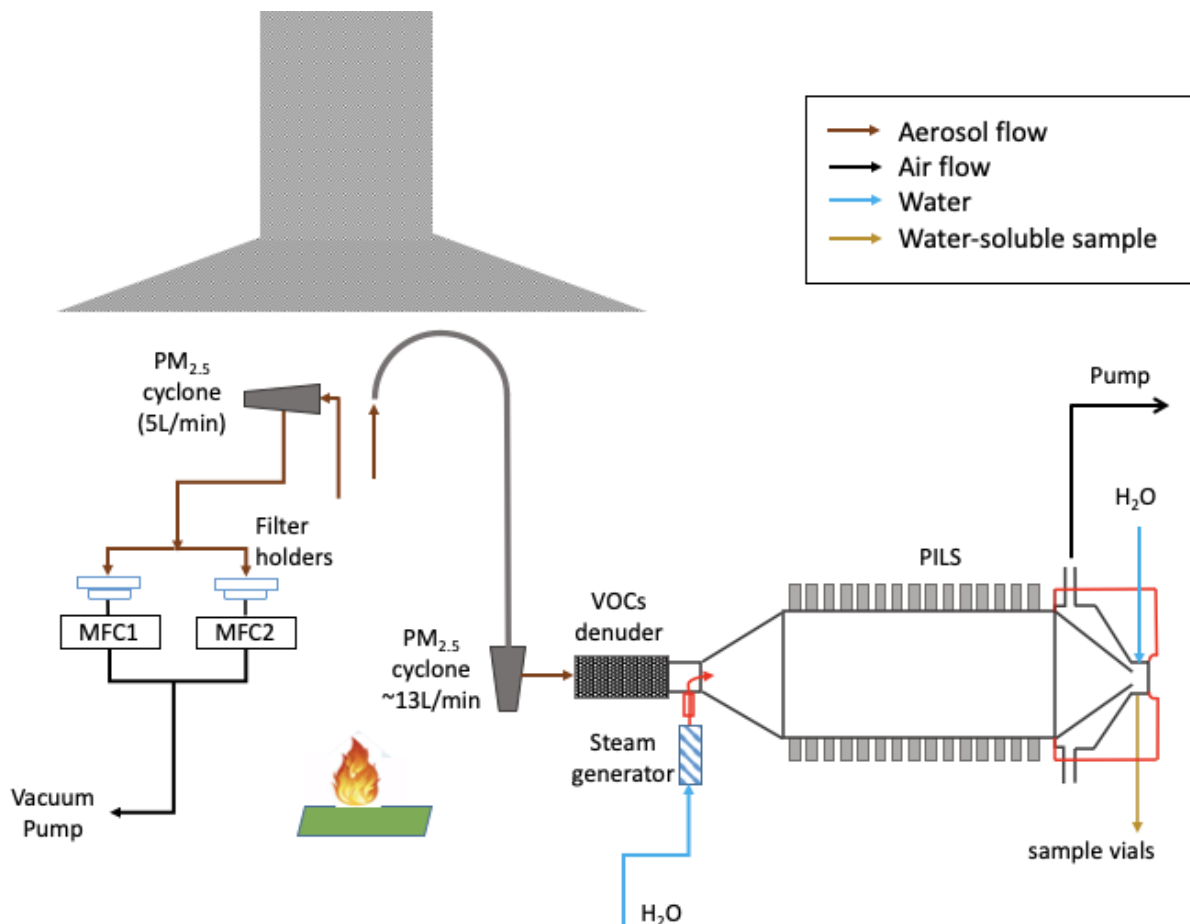 Aerosol flow
Air flow
Water
Water-soluble sample
PM₂.₅
cyclone
(5L/min)
Filter
holders
MFC1
MFC2
Vacuum
Pump
PM₂.₅
cyclone
~13L/min
VOCs
denuder
Steam
generator
H₂O
PILS
Pump
H₂O
sample vials